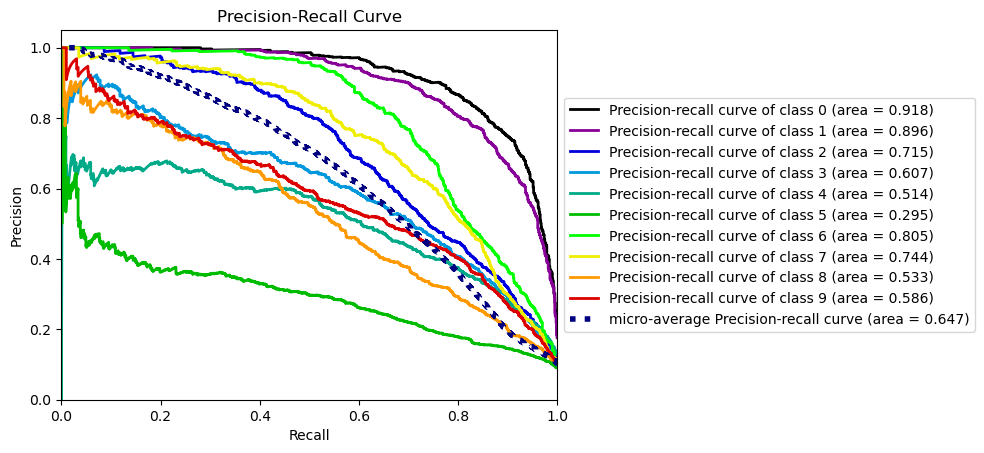 Precision-Recall Curve
1.0
0.8
0.6
0.4
0.2
0.0
Precision
0.0 0.2 0.4 0.6 0.8 1.0
Recall
Precision-recall curve of class 0 (area = 0.918)
Precision-recall curve of class 1 (area = 0.896)
Precision-recall curve of class 2 (area = 0.715)
Precision-recall curve of class 3 (area = 0.607)
Precision-recall curve of class 4 (area = 0.514)
Precision-recall curve of class 5 (area = 0.295)
Precision-recall curve of class 6 (area = 0.805)
Precision-recall curve of class 7 (area = 0.744)
Precision-recall curve of class 8 (area = 0.533)
Precision-recall curve of class 9 (area = 0.586)
micro-average Precision-recall curve (area = 0.647)